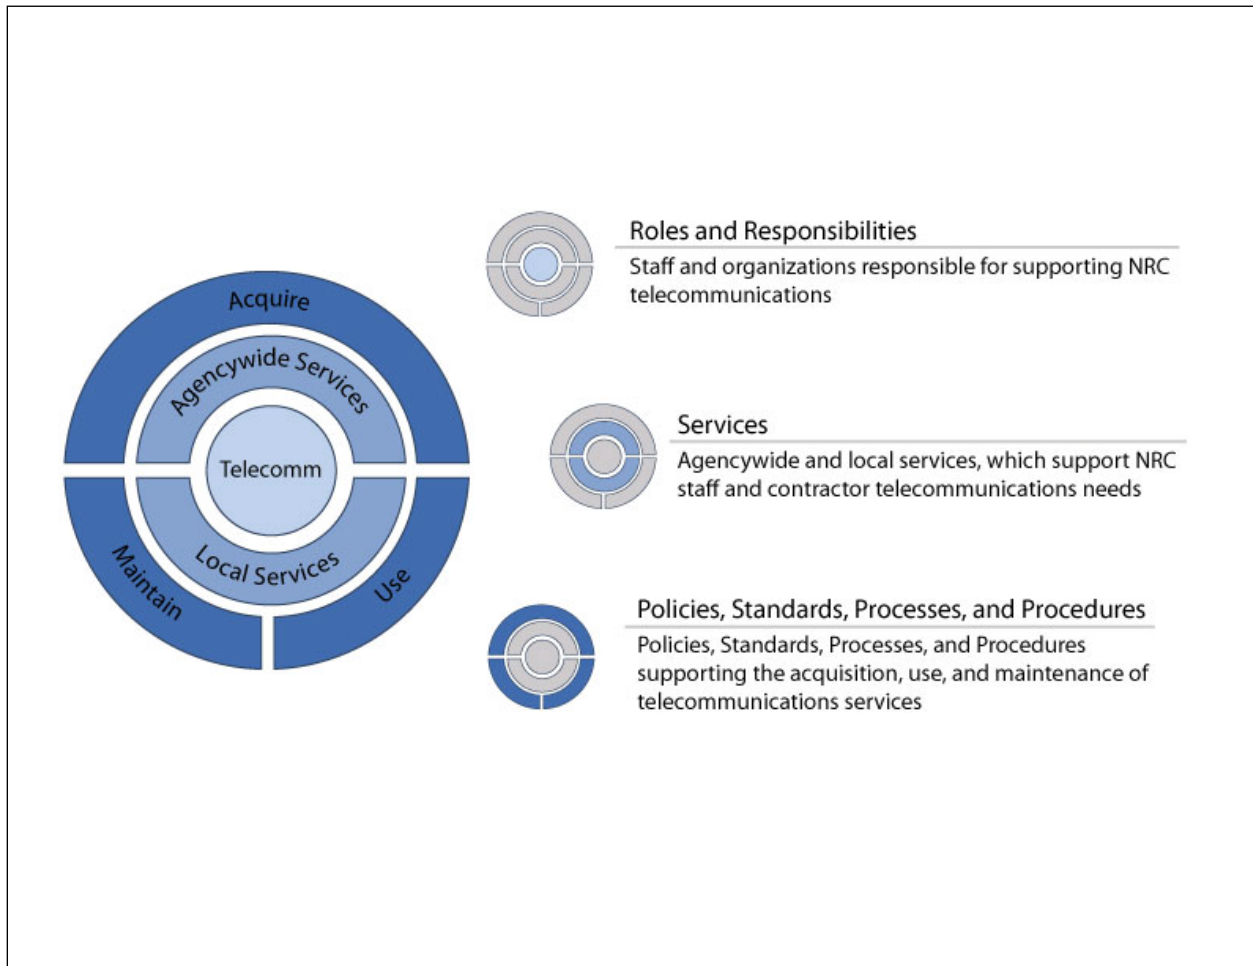 Acquire
Agencywide Services
Telecomm
Local Services
Maintain
Use
Roles and Responsibilities
Staff and organizations responsible for supporting NRC
telecommunications
Services
Agencywide and local services, which support NRC
staff and contractor telecommunications needs
Policies, Standards, Processes, and Procedures
Policies, Standards, Processes, and Procedures
supporting the acquisition, use, and maintenance of
telecommunications services